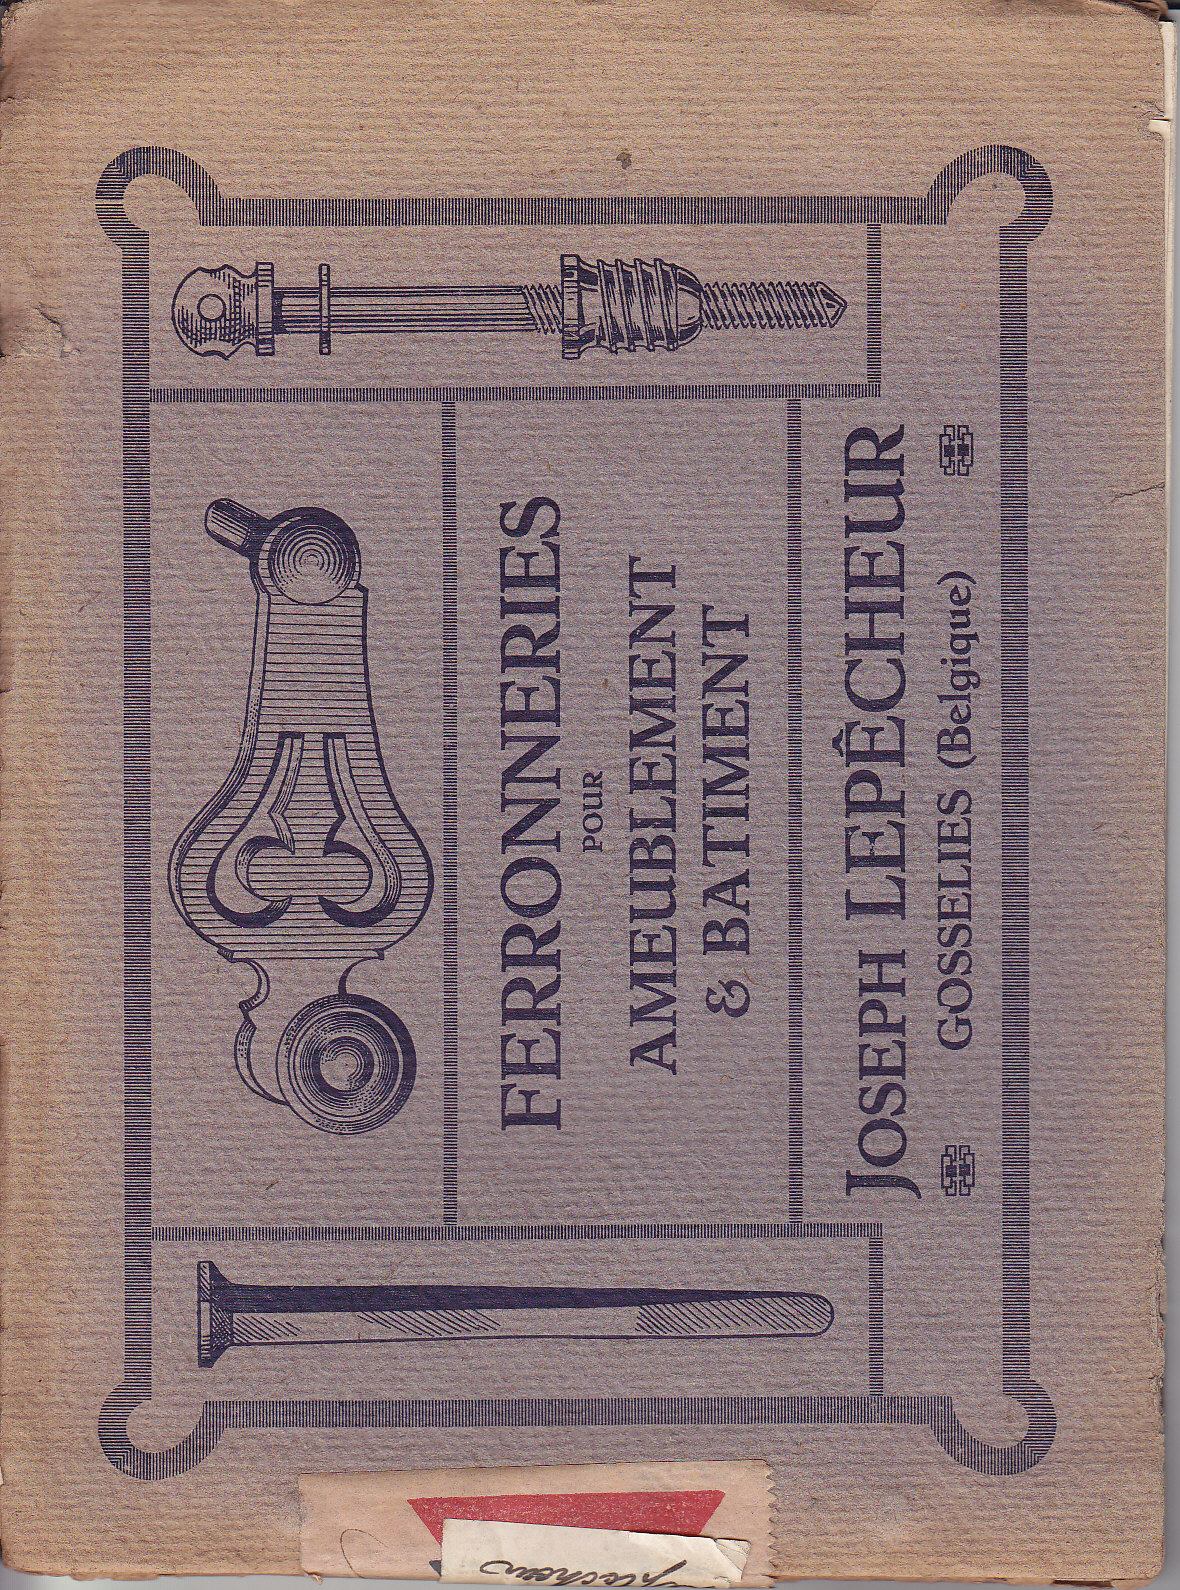 FERRONNERIES
POUR
AMEUBLEMENT
& BATIMENT
JOSEPH LEPÊCHEUR
GOSSELIES (Belgique)